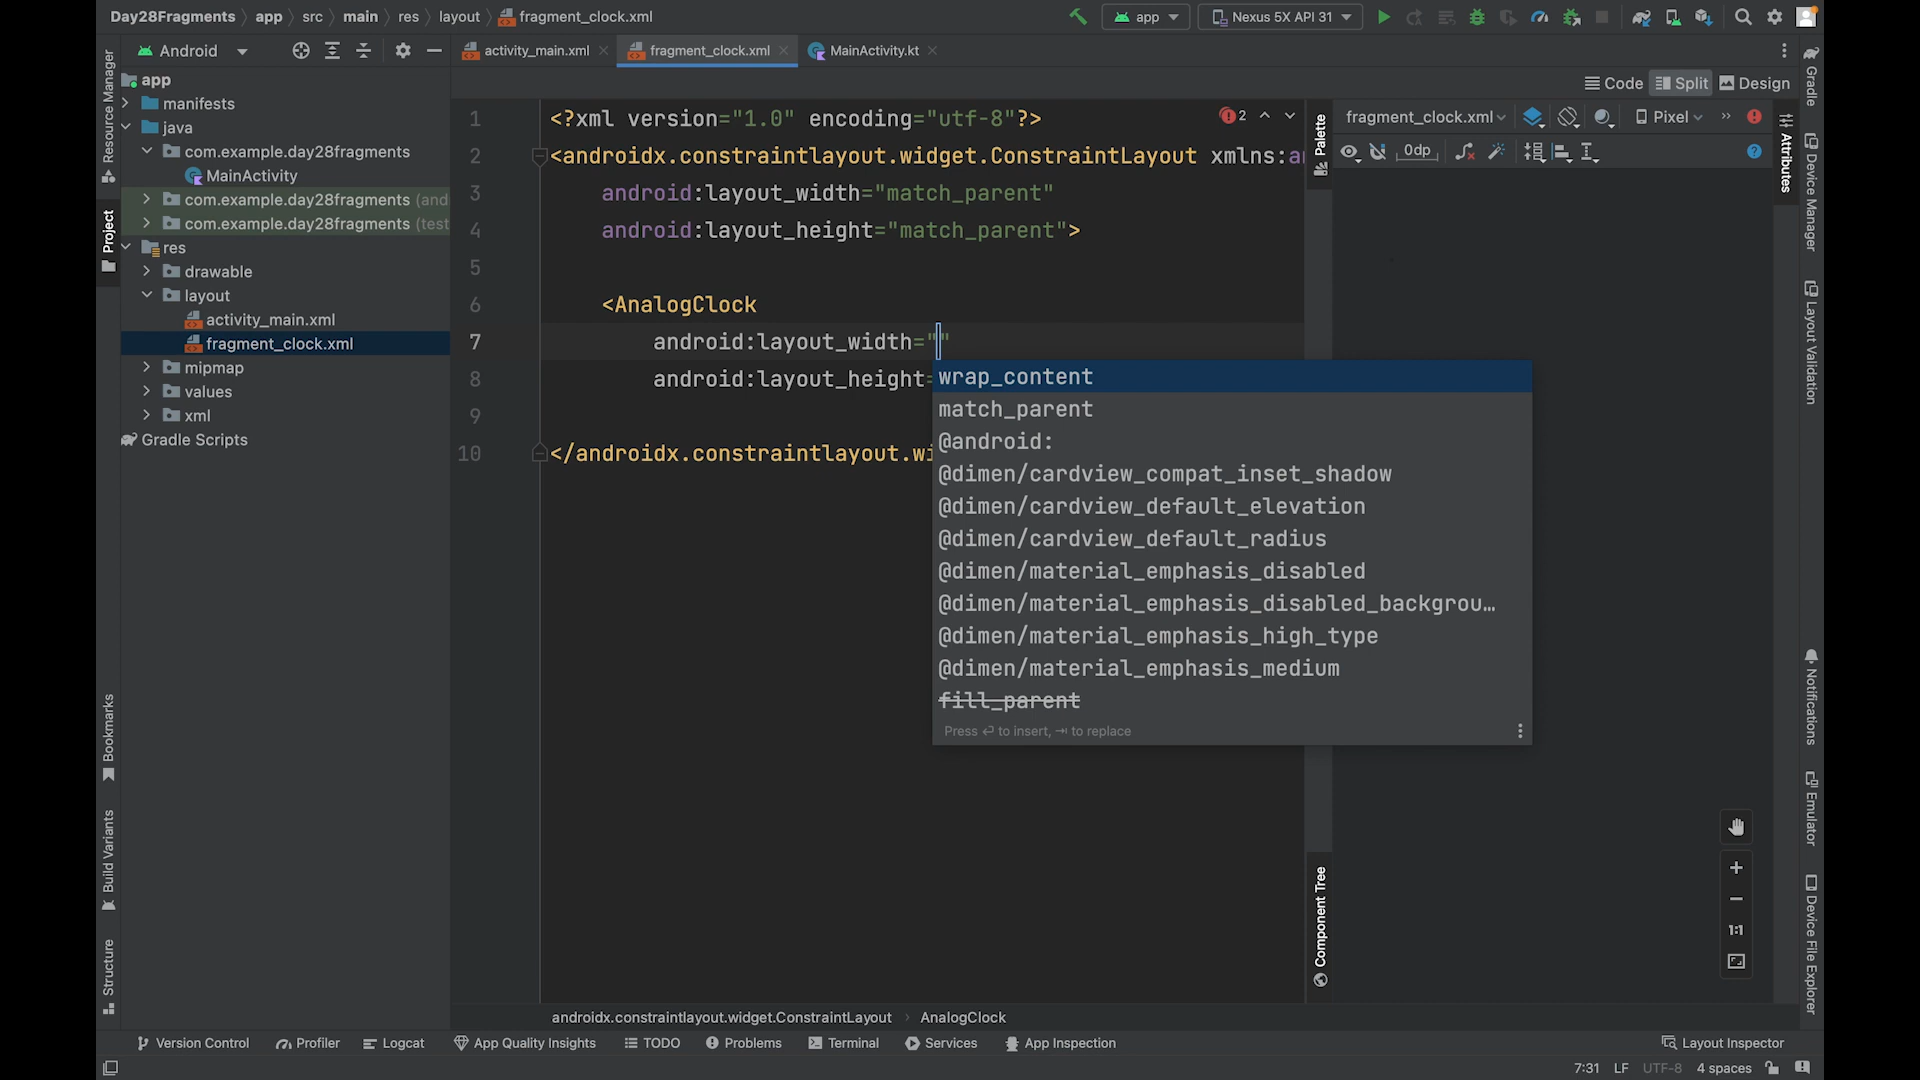 Day28Fragments app src main res layout fragment_clock.xml
app
Nexus 5X API 31
Android
activity_main.xml
fragment_clock.xml
MainActivity.kt
Code
Split
Design
Resource Manager
Project
Bookmarks
Build Variants
Structure
app
manifests
java
com.example.day28fragments
MainActivity
com.example.day28fragments (and
com.example.day28fragments (test
res
drawable
layout
activity_main.xml
fragment_clock.xml
mipmap
values
xml
Gradle Scripts
1 <?xml version="1.0" encoding="utf-8"?>
2 <androidx.constraintlayout.widget.ConstraintLayout xmlns:a
3 android:layout_width="match_parent"
4 android:layout_height="match_parent">
5
6 <AnalogClock
7 android:layout_width=""
8 android:layout_height=
9
10 </androidx.constraintlayout.wi
2
wrap_content
match_parent
@android:
@dimen/cardview_compat_inset_shadow
@dimen/cardview_default_elevation
@dimen/cardview_default_radius
@dimen/material_emphasis_disabled
@dimen/material_emphasis_disabled_backgrou…
@dimen/material_emphasis_high_type
@dimen/material_emphasis_medium
fill_parent
Press ↵ to insert, ⇥ to replace
Palette
Component Tree
fragment_clock.xml
Pixel
0dp
Attributes
1:1
Gradle
Device Manager
Layout Validation
Notifications
Emulator
Device File Explorer
androidx.constraintlayout.widget.ConstraintLayout AnalogClock
Version Control
Profiler
Logcat
App Quality Insights
TODO
Problems
Terminal
Services
App Inspection
Layout Inspector
7:31 LF UTF-8 4 spaces